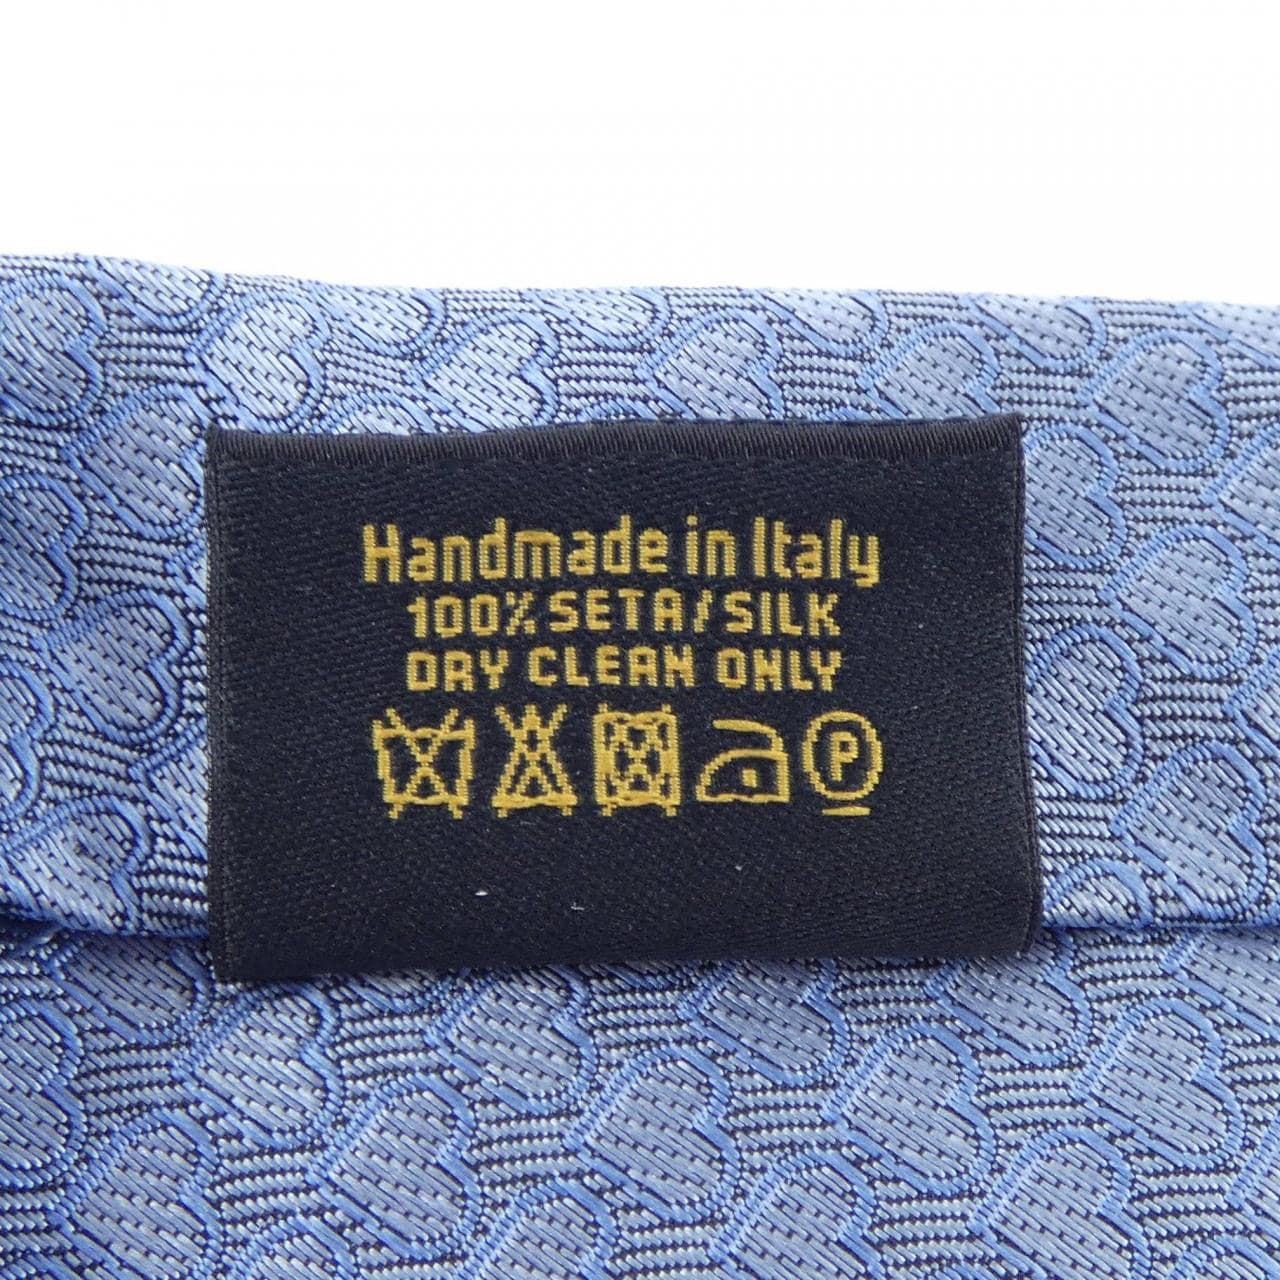 Handmade in Italy
100% SETA/SILK
DRY CLEAN ONLY
P